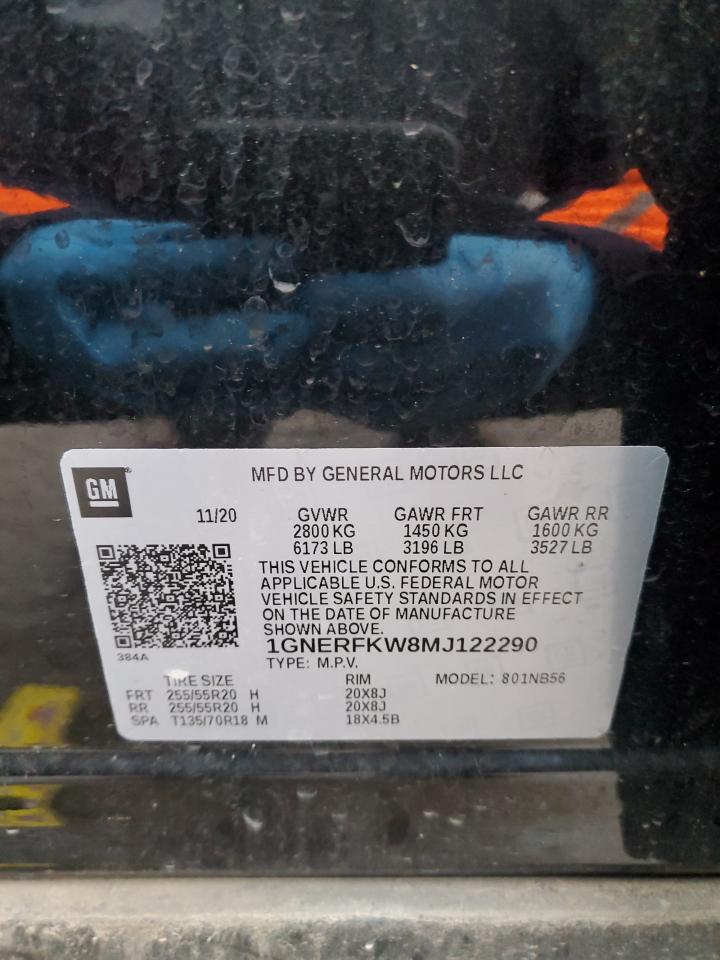 MFD BY GENERAL MOTORS LLC
GM
11/20 GVWR GAWR FRT GAWR RR
2800 KG 1450 KG 1600 KG
6173 LB 3196 LB 3527 LB
THIS VEHICLE CONFORMS TO ALL
APPLICABLE U.S. FEDERAL MOTOR
VEHICLE SAFETY STANDARDS IN EFFECT
ON THE DATE OF MANUFACTURE
SHOWN ABOVE.
384A
1GNERFKW8MJ122290
TYPE: M.P.V.
TIRE SIZE RIM MODEL: 801NB56
FRT 255/55R20 H 20X8J
RR 255/55R20 H 20X8J
SPA T135/70R18 M 18X4.5B